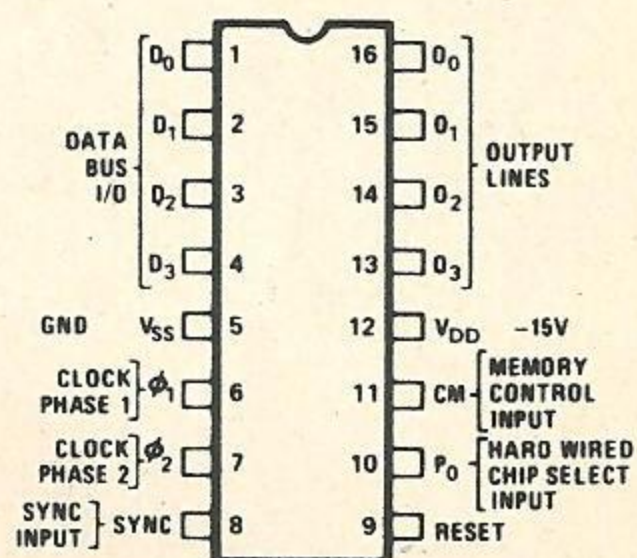 D0 1 16 O0
D1 2 15 O1
DATA
BUS
I/O
OUTPUT
LINES
D2 3 14 O2
D3 4 13 O3
GND VSS 5 12 VDD -15V
CLOCK
PHASE 1
ϕ1 6 11 CM
MEMORY
CONTROL
INPUT
CLOCK
PHASE 2
ϕ2 7 10 P0
HARD WIRED
CHIP SELECT
INPUT
SYNC
INPUT
SYNC 8 9 RESET